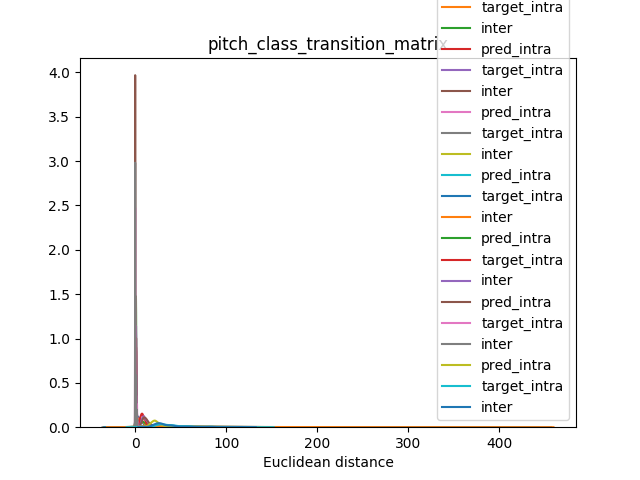 pitch_class_transition_matrix
target_intra
inter
pred_intra
target_intra
inter
pred_intra
target_intra
inter
pred_intra
target_intra
inter
pred_intra
target_intra
inter
pred_intra
target_intra
inter
pred_intra
target_intra
inter
4.0
3.5
3.0
2.5
2.0
1.5
1.0
0.5
0.0
0
100
200
300
400
Euclidean distance